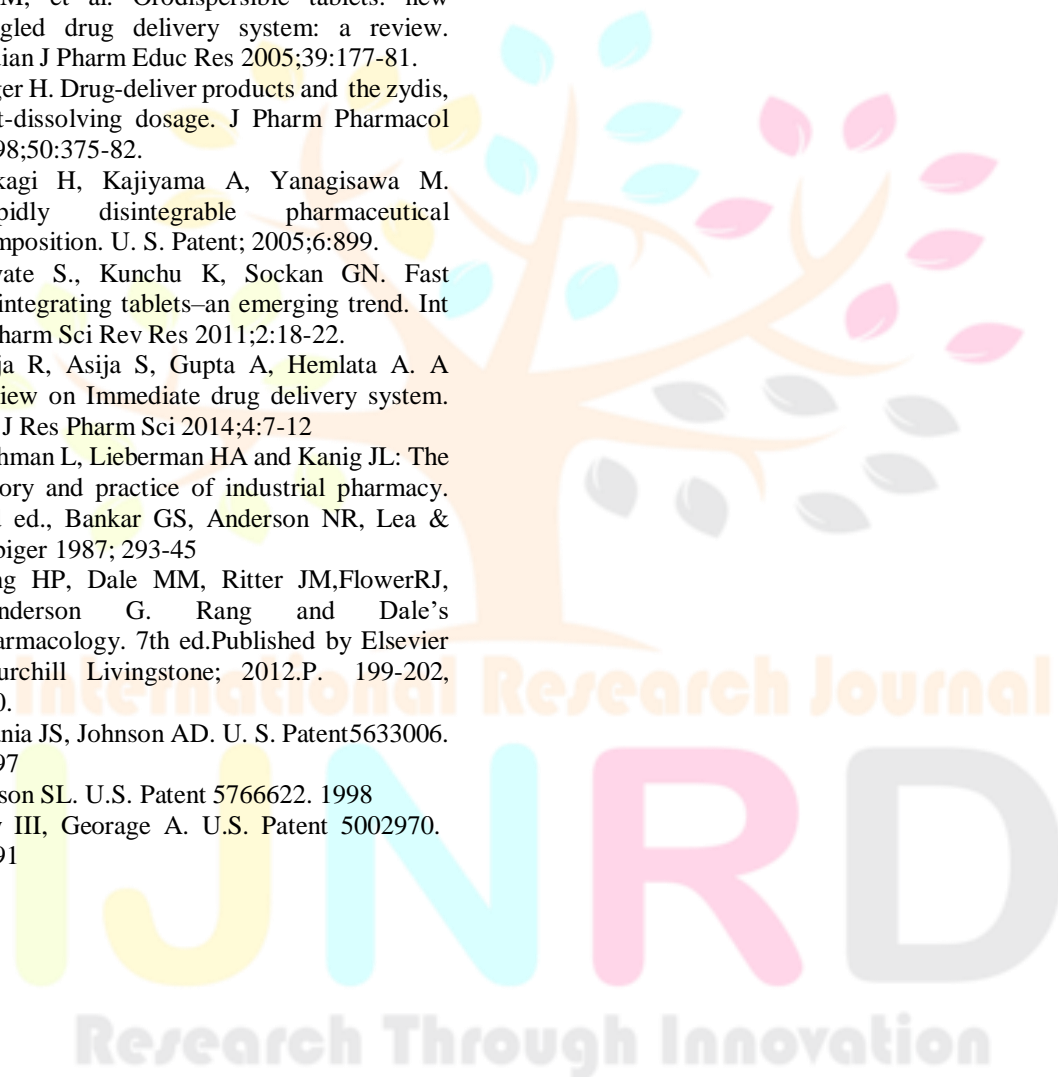 M, et al. Orodispersible tablets: new
gled drug delivery system: a review.
ian J Pharm Educ Res 2005;39:177-81.
ger H. Drug-deliver products and the zydis,
t-dissolving dosage. J Pharm Pharmacol
98;50:375-82.
kagi H, Kajiyama A, Yanagisawa M.
pidly disintegrable pharmaceutical
mposition. U. S. Patent; 2005;6:899.
vate S., Kunchu K, Sockan GN. Fast
integrating tablets–an emerging trend. Int
harm Sci Rev Res 2011;2:18-22.
ja R, Asija S, Gupta A, Hemlata A. A
iew on Immediate drug delivery system.
J Res Pharm Sci 2014;4:7-12
hman L, Lieberman HA and Kanig JL: The
ory and practice of industrial pharmacy.
ed., Bankar GS, Anderson NR, Lea &
biger 1987; 293-45
ng HP, Dale MM, Ritter JM,FlowerRJ,
nderson G. Rang and Dale's
armacology. 7th ed.Published by Elsevier
urchill Livingstone; 2012.P. 199-202,
0.
nia JS, Johnson AD. U. S. Patent5633006.
97
son SL. U.S. Patent 5766622. 1998
III, Georage A. U.S. Patent 5002970.
91
International Research Journal
IJNRD
Research Through Innovation